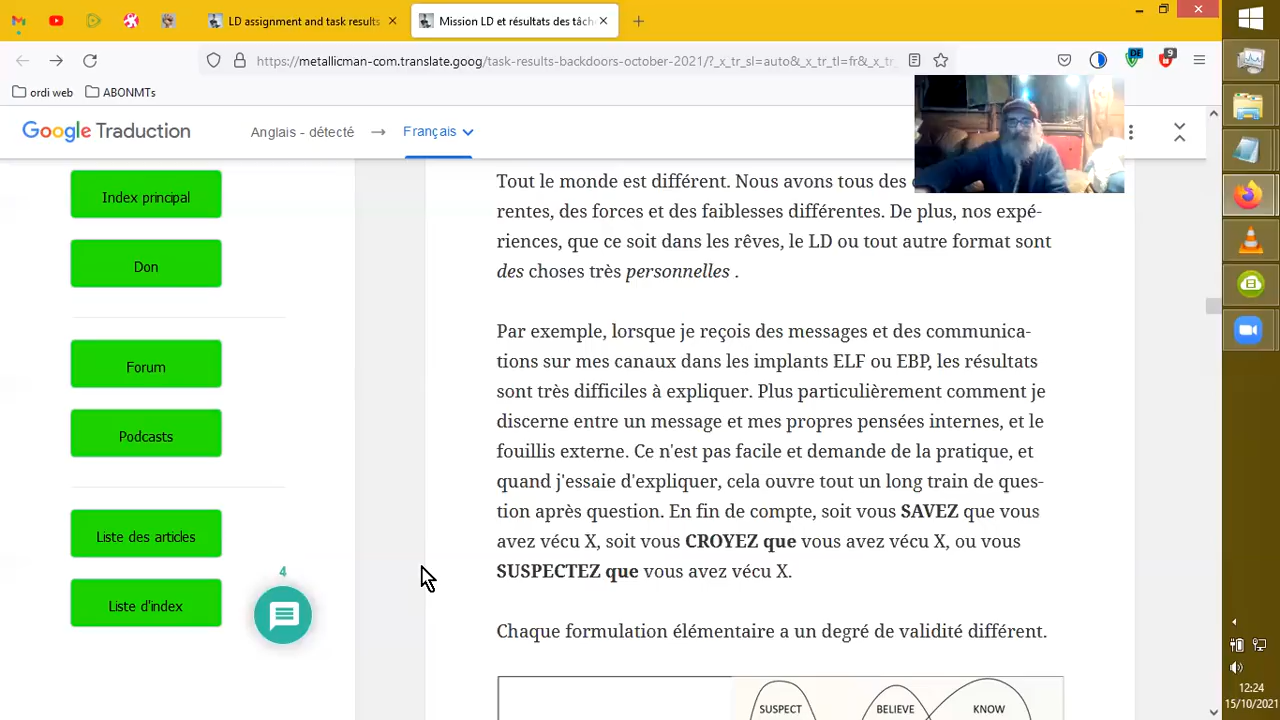 LD assignment and task results
Mission LD et résultats des tâch
https://metallicman-com.translate.goog/task-results-backdoors-october-2021/?_x_tr_sl=auto&_x_tr_tl=fr&_x_
DE
9
ordi web
ABONMTs
Google Traduction
Anglais - détecté
Français
Index principal
Don
Forum
Podcasts
Liste des articles
Liste d'index
4
Tout le monde est différent. Nous avons tous des
rentes, des forces et des faiblesses différentes. De plus, nos expé-
riences, que ce soit dans les rêves, le LD ou tout autre format sont
des choses très personnelles .
Par exemple, lorsque je reçois des messages et des communica-
tions sur mes canaux dans les implants ELF ou EBP, les résultats
sont très difficiles à expliquer. Plus particulièrement comment je
discerne entre un message et mes propres pensées internes, et le
fouillis externe. Ce n'est pas facile et demande de la pratique, et
quand j'essaie d'expliquer, cela ouvre tout un long train de ques-
tion après question. En fin de compte, soit vous SAVEZ que vous
avez vécu X, soit vous CROYEZ que vous avez vécu X, ou vous
SUSPECTEZ que vous avez vécu X.
Chaque formulation élémentaire a un degré de validité différent.
SUSPECT
BELIEVE
KNOW
12:24
15/10/2021